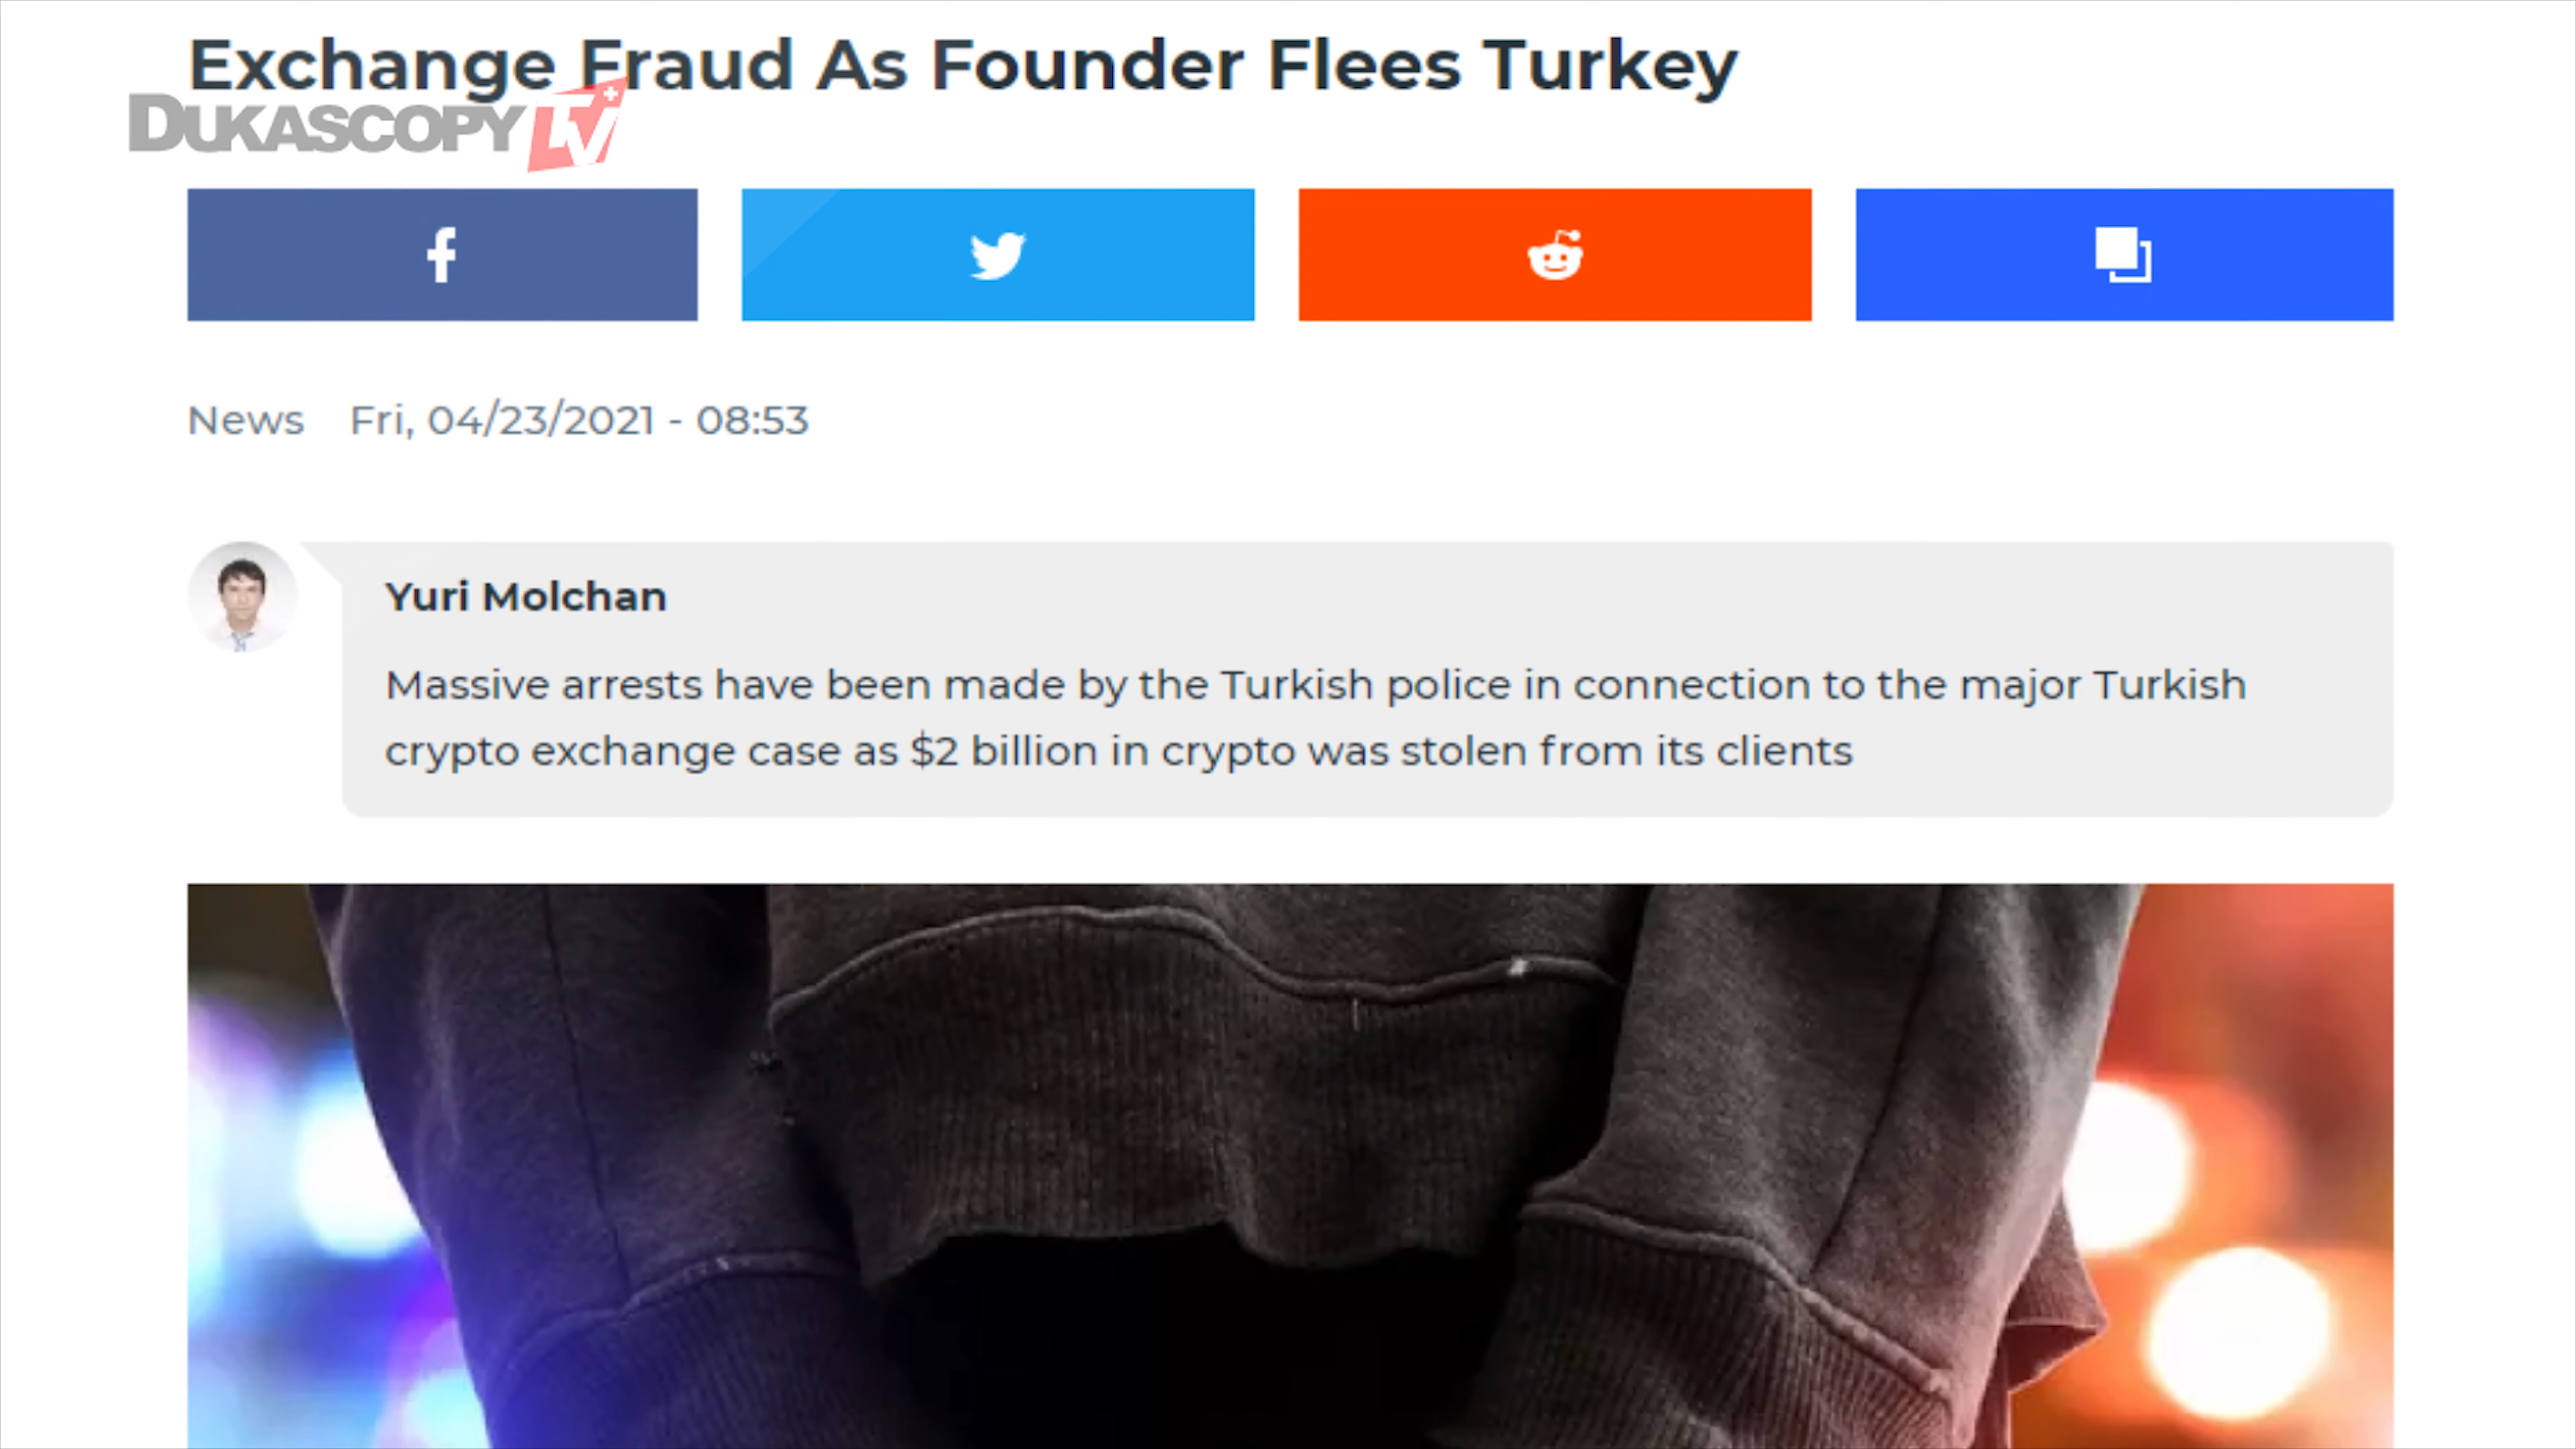 Exchange Fraud As Founder Flees Turkey
DUKASCOPY TV
News Fri, 04/23/2021 - 08:53
Yuri Molchan
Massive arrests have been made by the Turkish police in connection to the major Turkish
crypto exchange case as $2 billion in crypto was stolen from its clients